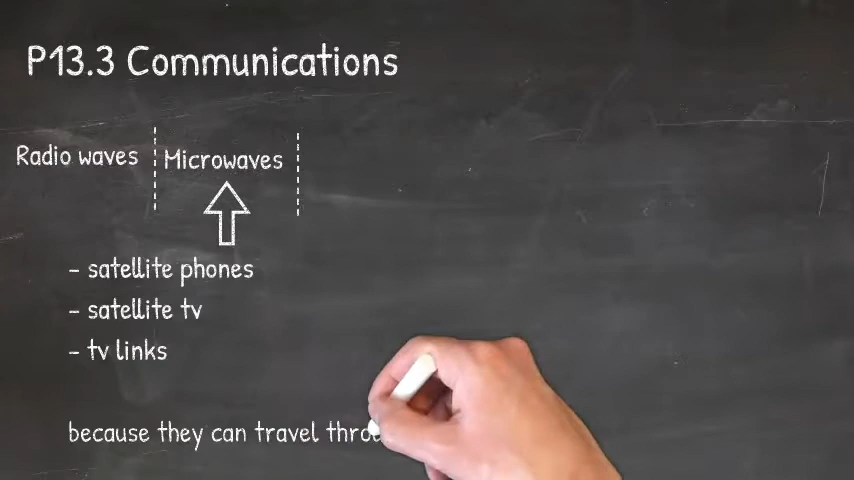 P13.3 Communications
Radio waves
Microwaves
- satellite phones
- satellite tv
- tv links
because they can travel